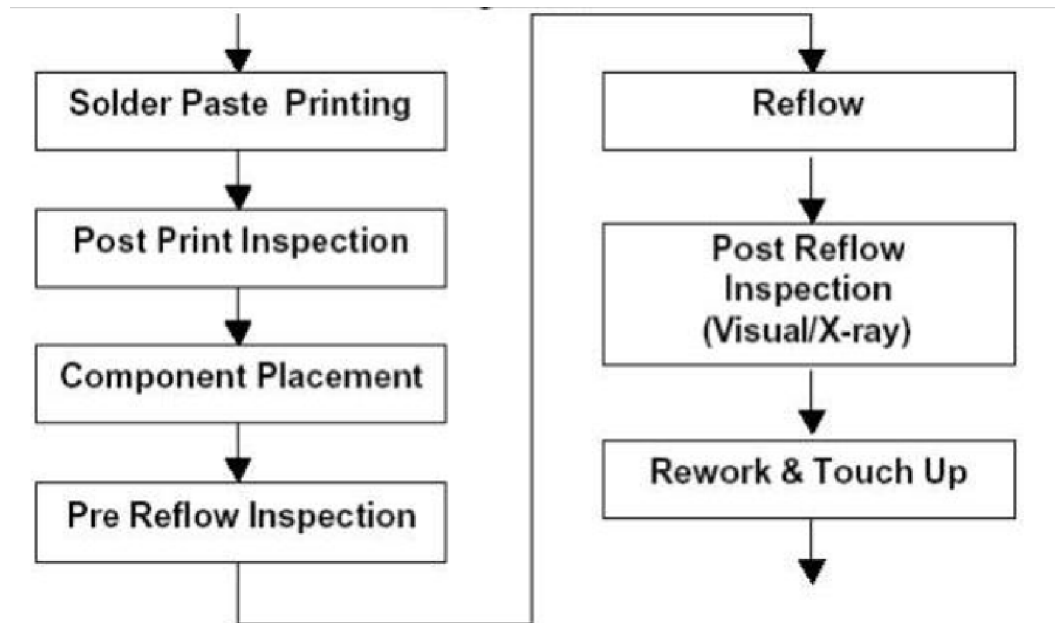 Solder Paste Printing
Post Print Inspection
Component Placement
Pre Reflow Inspection
Reflow
Post Reflow
Inspection
(Visual/X-ray)
Rework & Touch Up